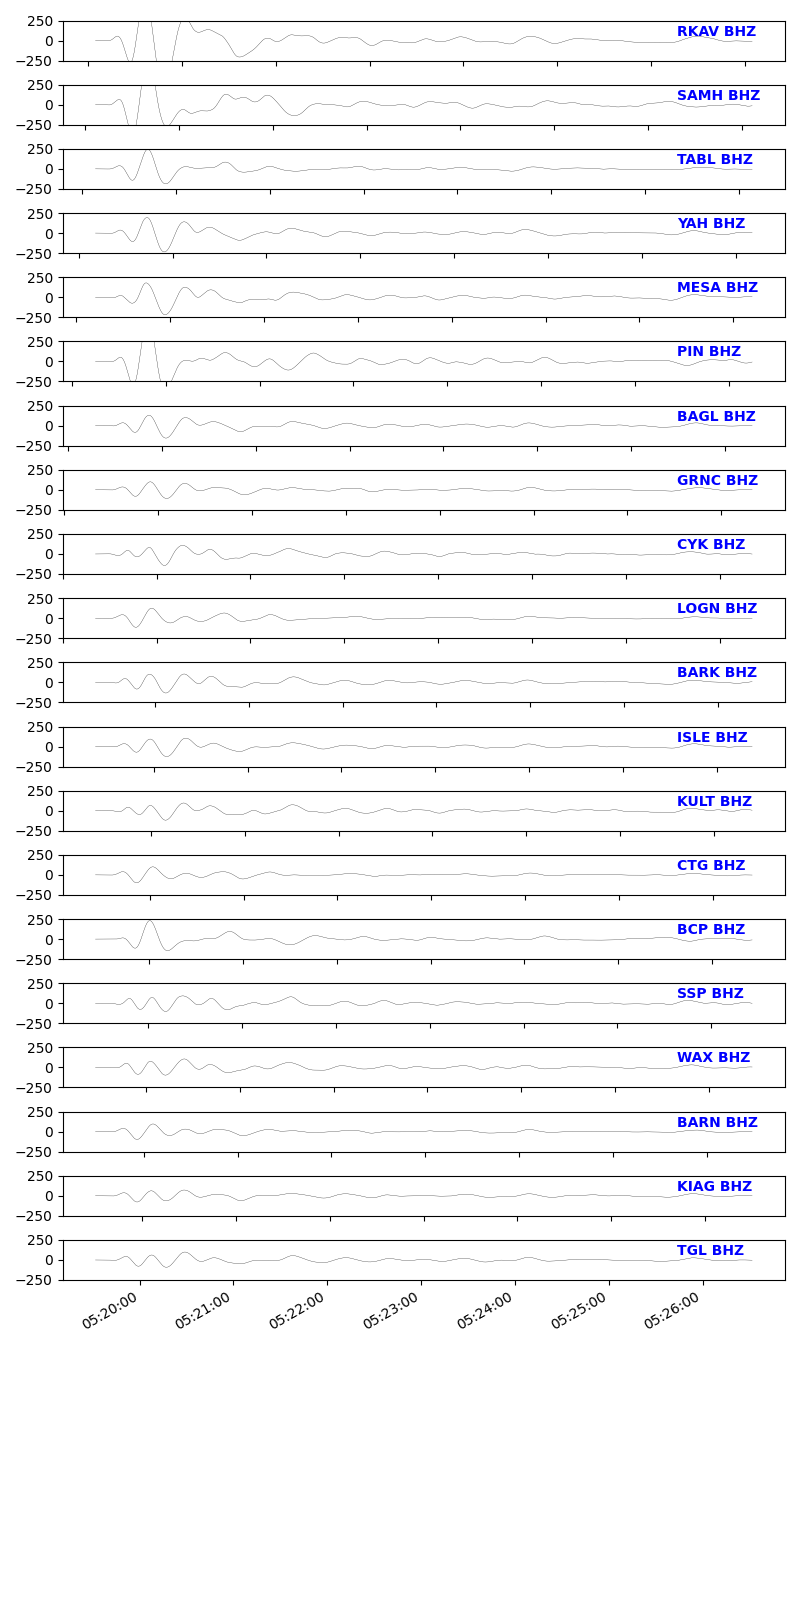 250
RKAV BHZ
0
−250
250
SAMH BHZ
0
−250
250
TABL BHZ
0
−250
250
YAH BHZ
0
−250
250
MESA BHZ
0
−250
250
PIN BHZ
0
−250
250
BAGL BHZ
0
−250
250
GRNC BHZ
0
−250
250
CYK BHZ
0
−250
250
LOGN BHZ
0
−250
250
BARK BHZ
0
−250
250
ISLE BHZ
0
−250
250
KULT BHZ
0
−250
250
CTG BHZ
0
−250
250
BCP BHZ
0
−250
250
SSP BHZ
0
−250
250
WAX BHZ
0
−250
250
BARN BHZ
0
−250
250
KIAG BHZ
0
−250
250
TGL BHZ
0
−250
05:20:00 05:21:00 05:22:00 05:23:00 05:24:00 05:25:00 05:26:00